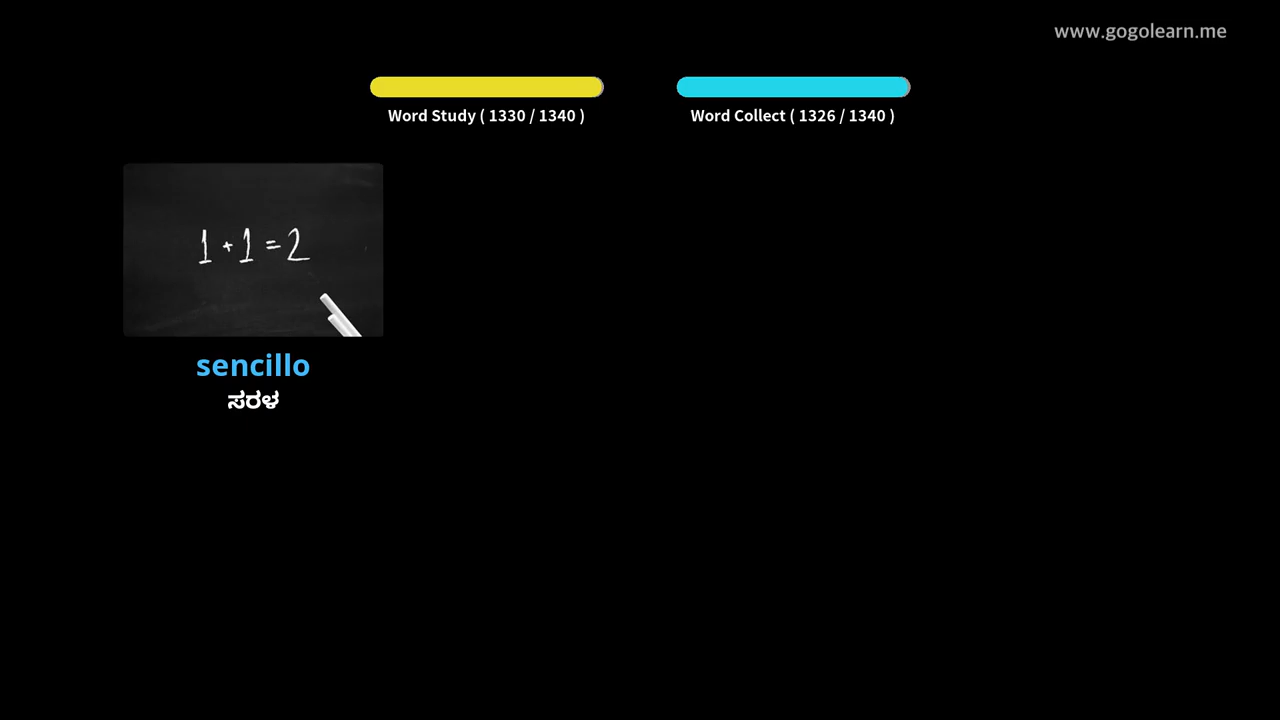 www.gogolearn.me
Word Study ( 1330 / 1340 )
Word Collect ( 1326 / 1340 )
1 + 1 = 2
sencillo
ಸರಳ